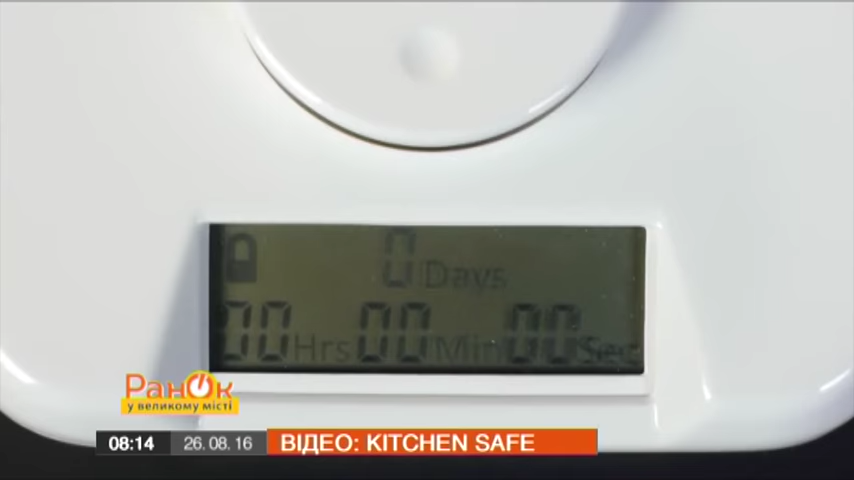 0 Days
00 Hrs 00 Min 00 Sec
РАНОК
у великому місті
08:14 26.08.16 ВІДЕО: KITCHEN SAFE